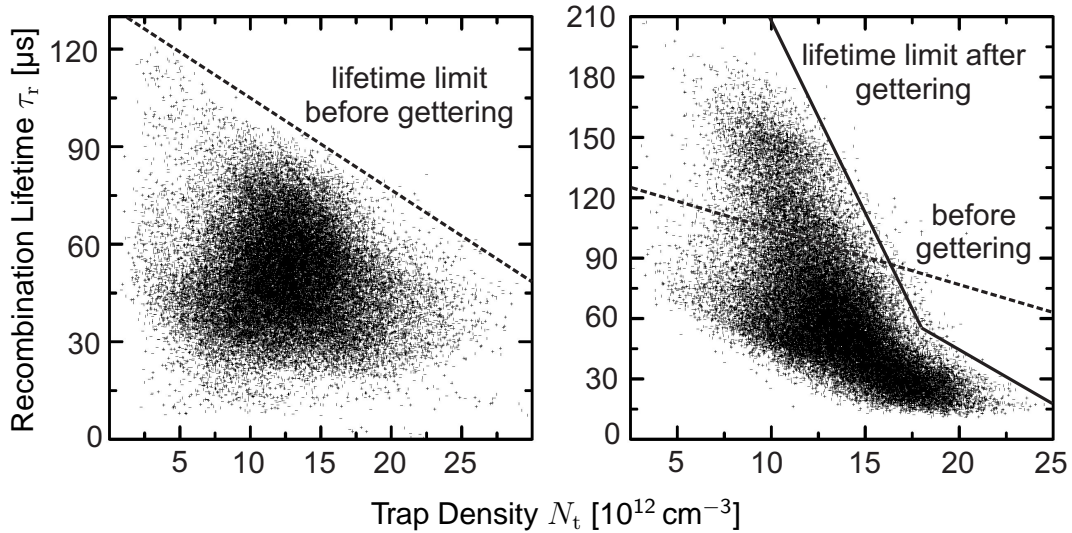 Recombination Lifetime τr [µs]
120
90
60
30
0
5
10
15
20
25
lifetime limit
before gettering
210
180
150
120
90
60
30
0
5
10
15
20
25
lifetime limit after
gettering
before
gettering
Trap Density Nt [10¹² cm⁻³]